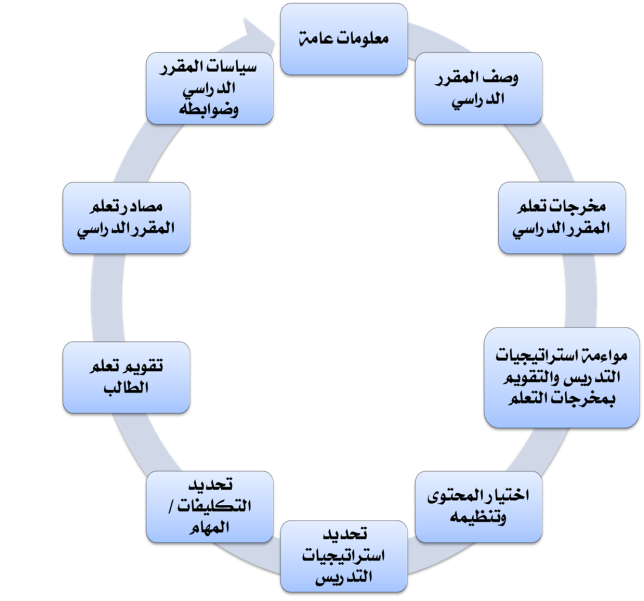 معلومات عامة
وصف المقرر
الدراسي
مخرجات تعلم
المقرر الدراسي
مواءمة استراتيجيات
التدريس والتقويم
بمخرجات التعلم
اختيار المحتوى
وتنظيمه
تحديد
استراتيجيات
التدريس
تحديد
التكليفات /
المهام
تقويم تعلم
الطالب
مصادر تعلم
المقرر الدراسي
سياسات المقرر
الدراسي
وضوابطه